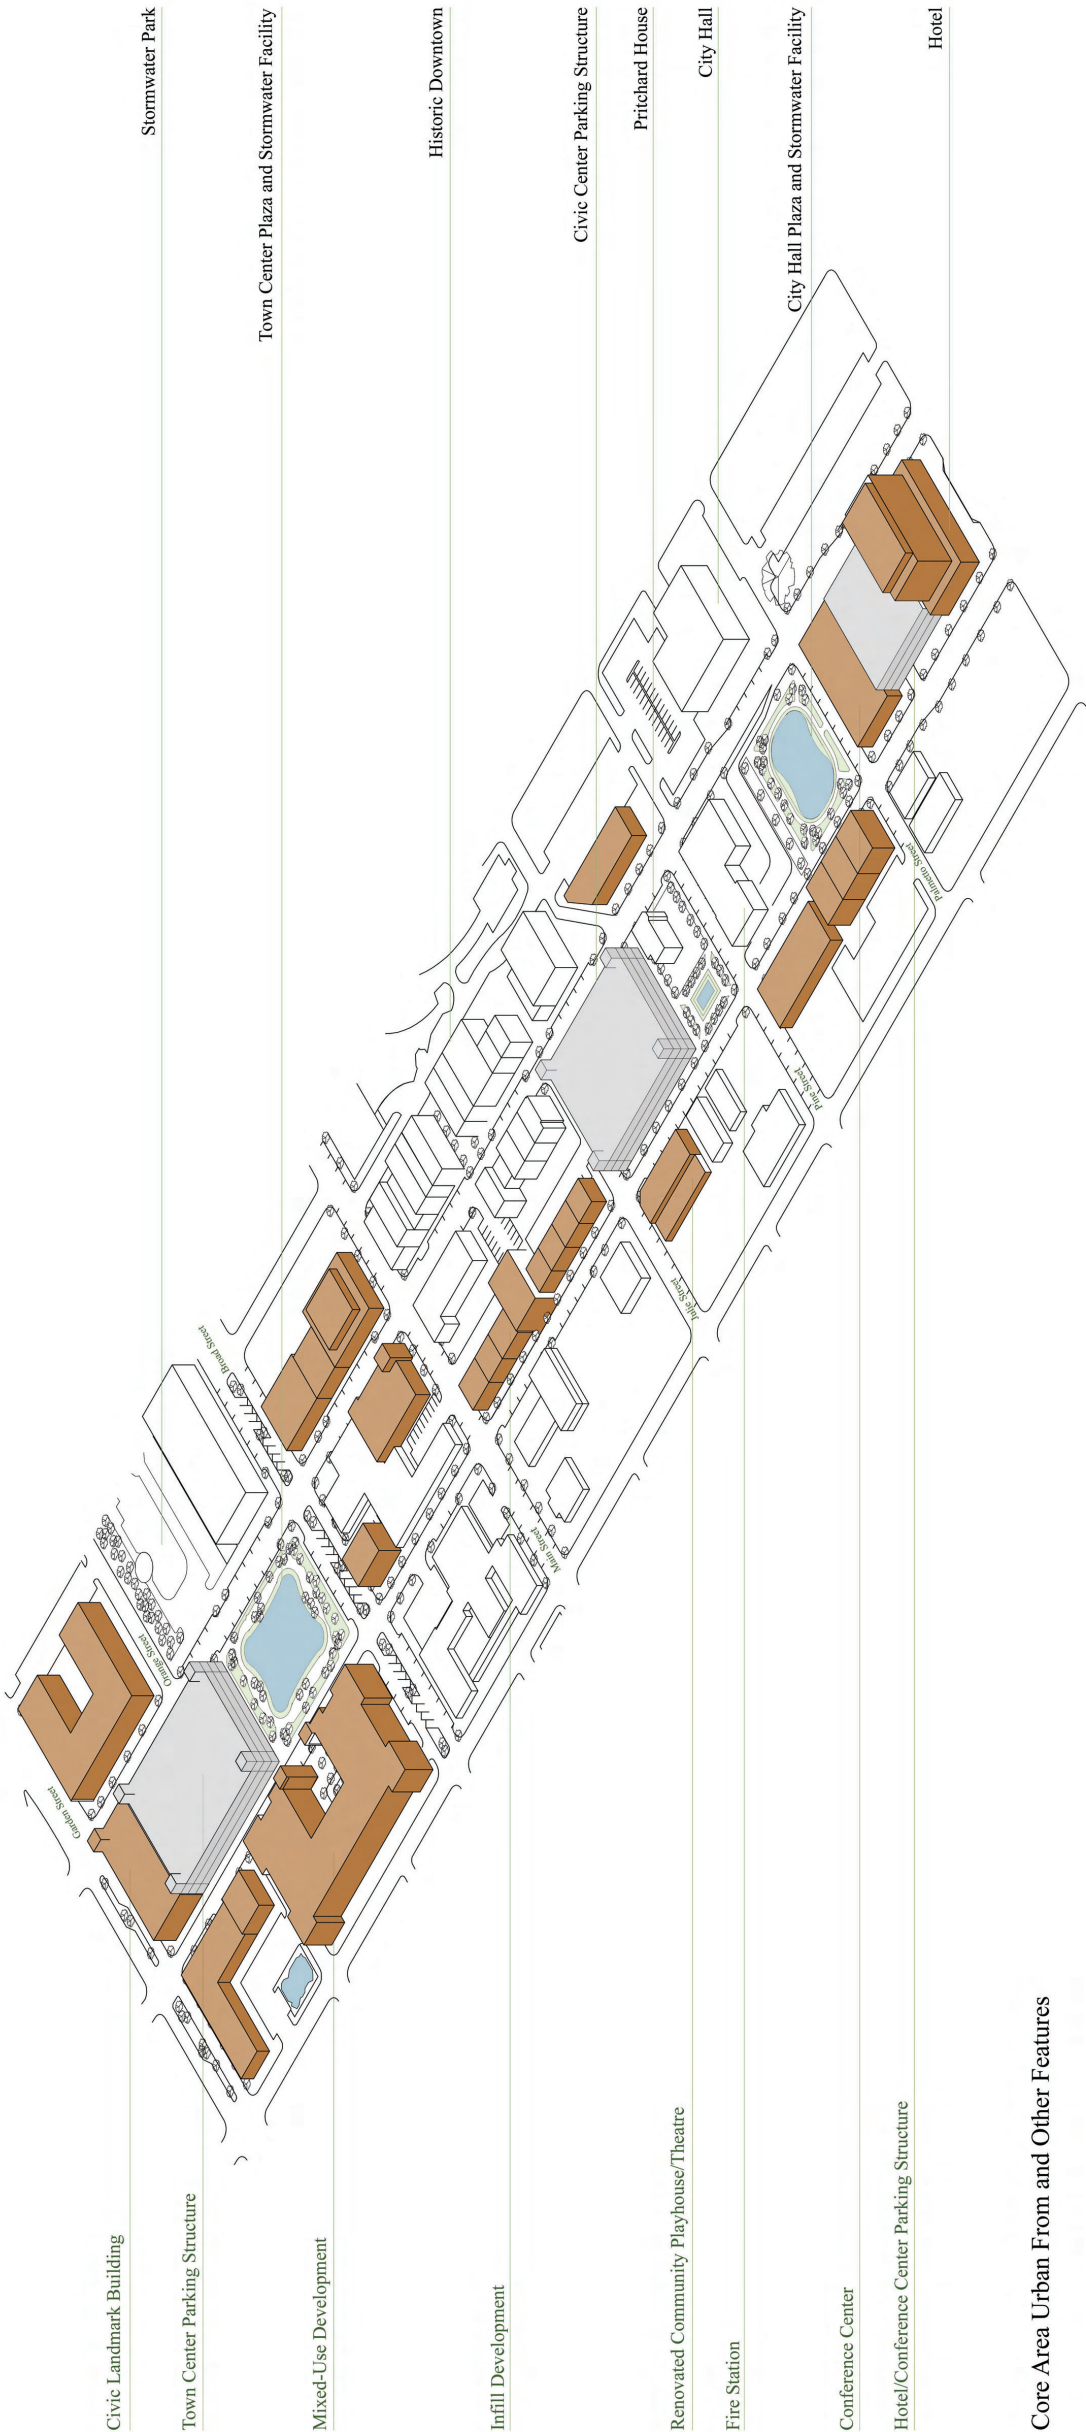 Stormwater Park
Town Center Plaza and Stormwater Facility
Historic Downtown
Civic Center Parking Structure
Pritchard House
City Hall
City Hall Plaza and Stormwater Facility
Hotel
Garden Street
Orange Street
Broad Street
Main Street
Julie Street
Pine Street
Palmetto Street
Civic Landmark Building
Town Center Parking Structure
Mixed-Use Development
Infill Development
Renovated Community Playhouse/Theatre
Fire Station
Conference Center
Hotel/Conference Center Parking Structure
Core Area Urban From and Other Features